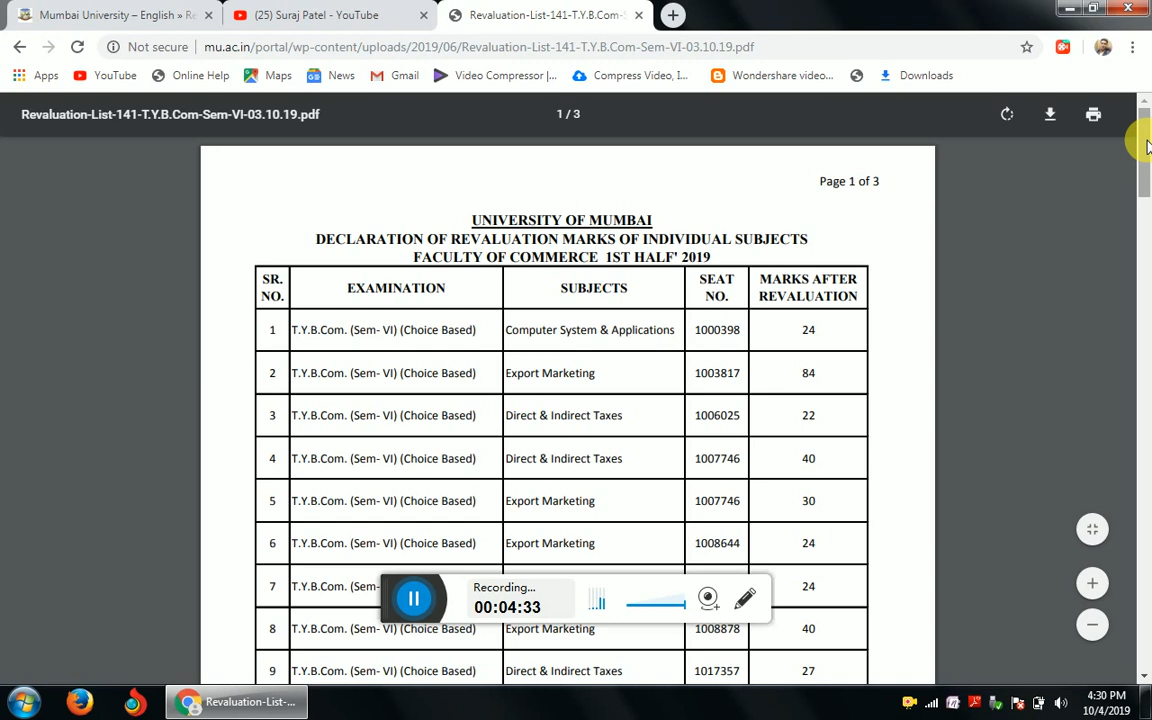 Mumbai University – English » Re
(25) Suraj Patel - YouTube
Revaluation-List-141-T.Y.B.Com-S
Not secure
mu.ac.in/portal/wp-content/uploads/2019/06/Revaluation-List-141-T.Y.B.Com-Sem-VI-03.10.19.pdf
Apps YouTube Online Help Maps News Gmail Video Compressor |... Compress Video, I... Wondershare video... Downloads
Revaluation-List-141-T.Y.B.Com-Sem-VI-03.10.19.pdf
1 / 3
Page 1 of 3
UNIVERSITY OF MUMBAI
DECLARATION OF REVALUATION MARKS OF INDIVIDUAL SUBJECTS
FACULTY OF COMMERCE 1ST HALF' 2019
SR. NO. EXAMINATION SUBJECTS SEAT NO. MARKS AFTER REVALUATION
1 T.Y.B.Com. (Sem- VI) (Choice Based) Computer System & Applications 1000398 24
2 T.Y.B.Com. (Sem- VI) (Choice Based) Export Marketing 1003817 84
3 T.Y.B.Com. (Sem- VI) (Choice Based) Direct & Indirect Taxes 1006025 22
4 T.Y.B.Com. (Sem- VI) (Choice Based) Direct & Indirect Taxes 1007746 40
5 T.Y.B.Com. (Sem- VI) (Choice Based) Export Marketing 1007746 30
6 T.Y.B.Com. (Sem- VI) (Choice Based) Export Marketing 1008644 24
7 T.Y.B.Com. (Sem- 24
Recording...
00:04:33
8 T.Y.B.Com. (Sem- VI) (Choice Based) Export Marketing 1008878 40
9 T.Y.B.Com. (Sem- VI) (Choice Based) Direct & Indirect Taxes 1017357 27
Revaluation-List-...
4:30 PM
10/4/2019